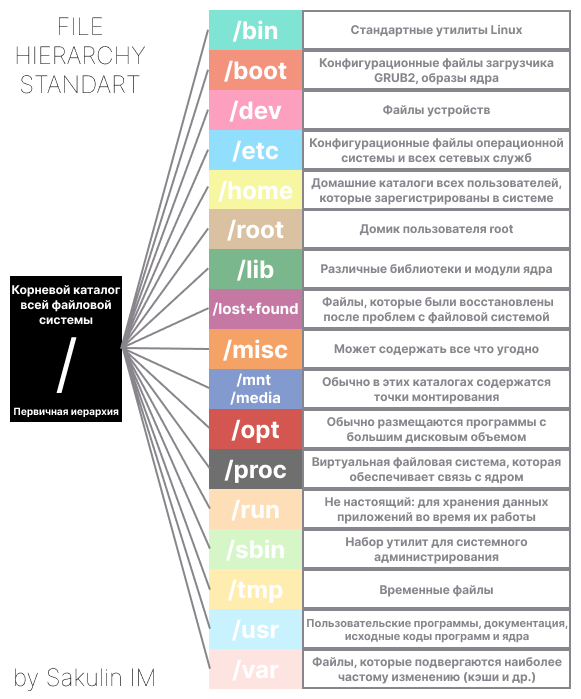 FILE
HIERARCHY
STANDART
Корневой каталог
всей файловой
системы
/
Первичная иерархия
/bin
Стандартные утилиты Linux
/boot
Конфигурационные файлы загрузчика
GRUB2, образы ядра
/dev
Файлы устройств
/etc
Конфигурационные файлы операционной
системы и всех сетевых служб
/home
Домашние каталоги всех пользователей,
которые зарегистрированы в системе
/root
Домик пользователя root
/lib
Различные библиотеки и модули ядра
/lost+found
Файлы, которые были восстановлены
после проблем с файловой системой
/misc
Может содержать все что угодно
/mnt
/media
Обычно в этих каталогах содержатся
точки монтирования
/opt
Обычно размещаются программы с
большим дисковым объемом
/proc
Виртуальная файловая система, которая
обеспечивает связь с ядром
/run
Не настоящий: для хранения данных
приложений во время их работы
/sbin
Набор утилит для системного
администрирования
/tmp
Временные файлы
/usr
Пользовательские программы, документация,
исходные коды программ и ядра
/var
Файлы, которые подвергаются наиболее
частому изменению (кэши и др.)
by Sakulin IM